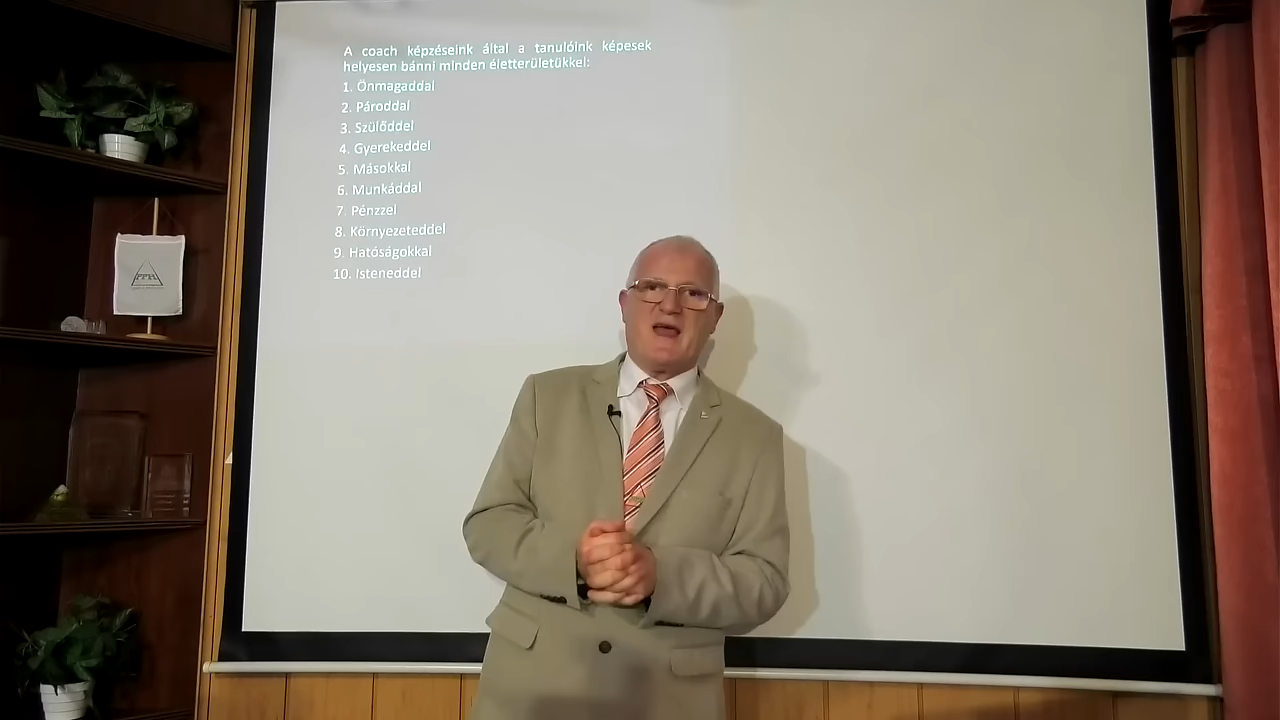 A coach képzéseink által a tanulóink képesek
helyesen bánni minden életterületükkel:
1. Önmagaddal
2. Pároddal
3. Szülőddel
4. Gyerekeddel
5. Másokkal
6. Munkáddal
7. Pénzzel
8. Környezeteddel
9. Hatóságokkal
10. Isteneddel